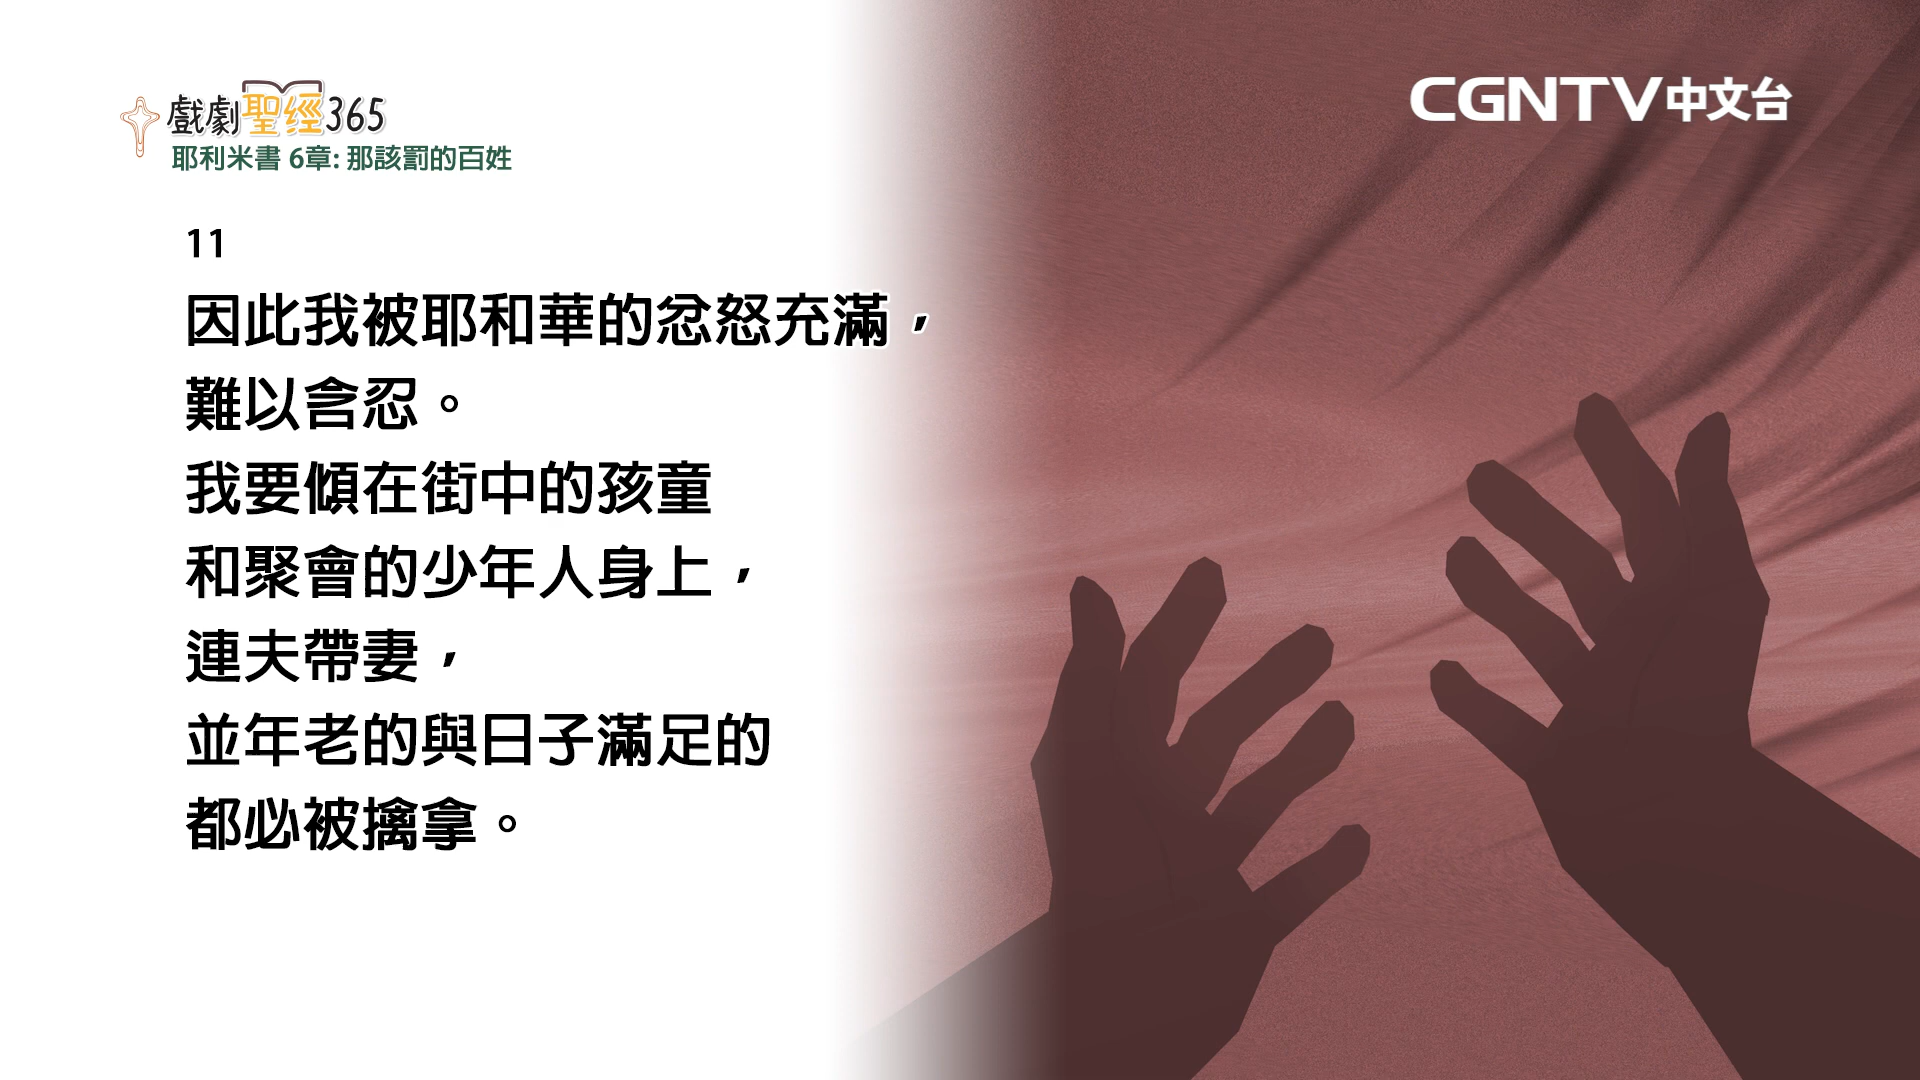 戲劇聖經365
CGNTV中文台
耶利米書 6章: 那該罰的百姓
11
因此我被耶和華的忿怒充滿，
難以含忍。
我要傾在街中的孩童
和聚會的少年人身上，
連夫帶妻，
並年老的與日子滿足的
都必被擒拿。